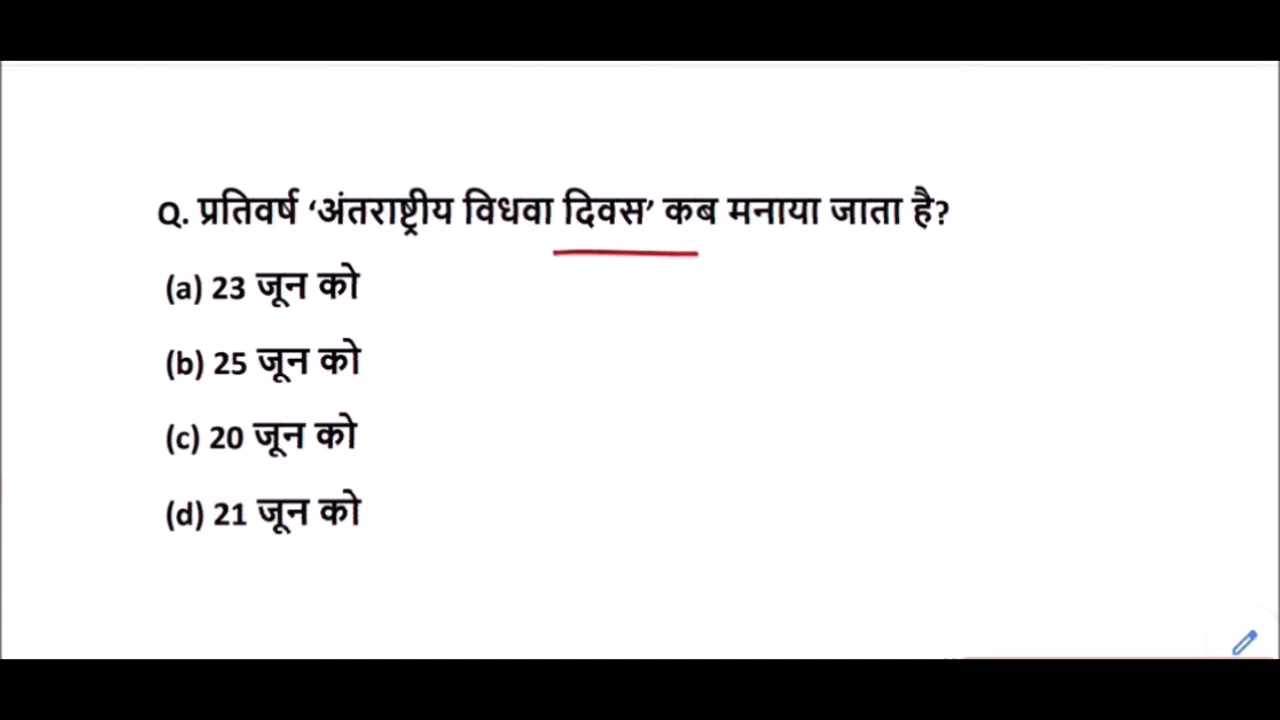 Q. प्रतिवर्ष ‘अंतराष्ट्रीय विधवा दिवस’ कब मनाया जाता है?
(a) 23 जून को
(b) 25 जून को
(c) 20 जून को
(d) 21 जून को